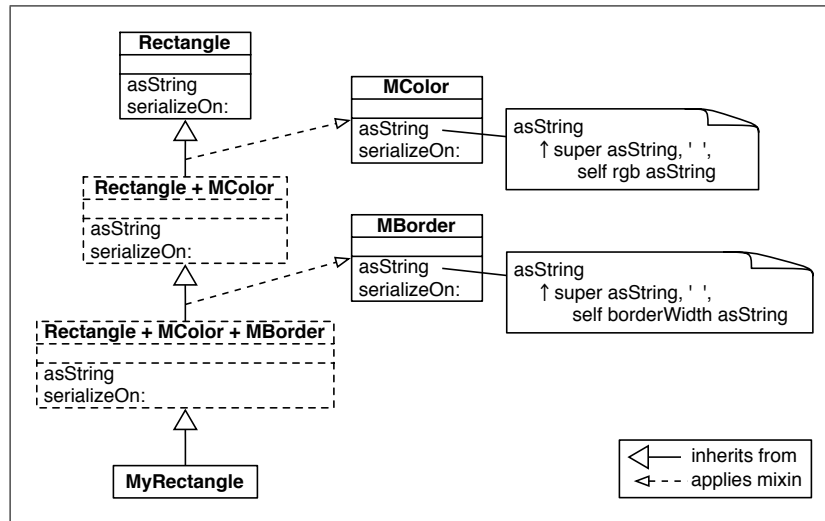 Rectangle
asString
serializeOn:
MColor
asString
serializeOn:
asString
↑ super asString, ' ',
self rgb asString
Rectangle + MColor
asString
serializeOn:
MBorder
asString
serializeOn:
asString
↑ super asString, ' ',
self borderWidth asString
Rectangle + MColor + MBorder
asString
serializeOn:
MyRectangle
inherits from
applies mixin